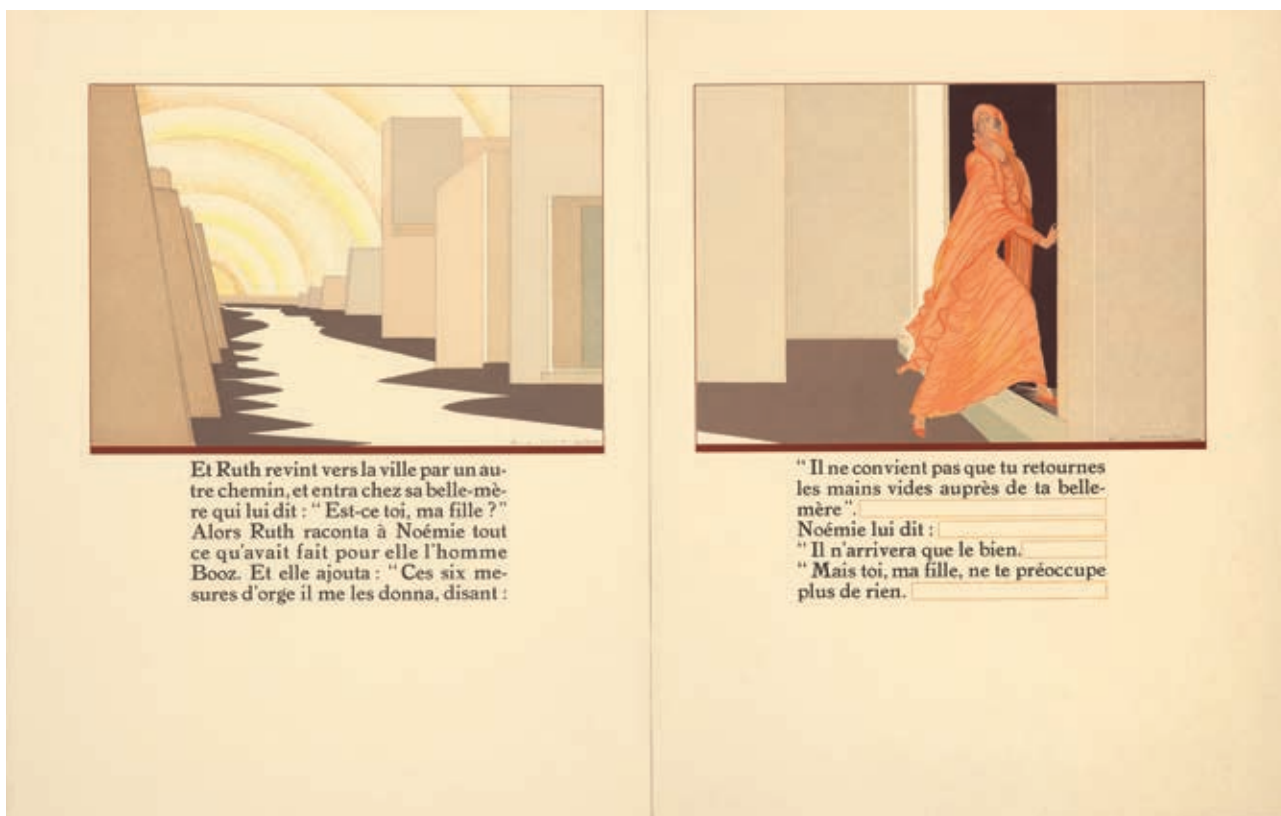 Et Ruth revint vers la ville par un au-
tre chemin, et entra chez sa belle-mè-
re qui lui dit : “ Est-ce toi, ma fille ?”
Alors Ruth raconta à Noémie tout
ce qu'avait fait pour elle l'homme
Booz. Et elle ajouta : “ Ces six me-
sures d'orge il me les donna, disant :
“ Il ne convient pas que tu retournes
les mains vides auprès de ta belle-
mère ”.
Noémie lui dit :
“ Il n'arrivera que le bien.
“ Mais toi, ma fille, ne te préoccupe
plus de rien.